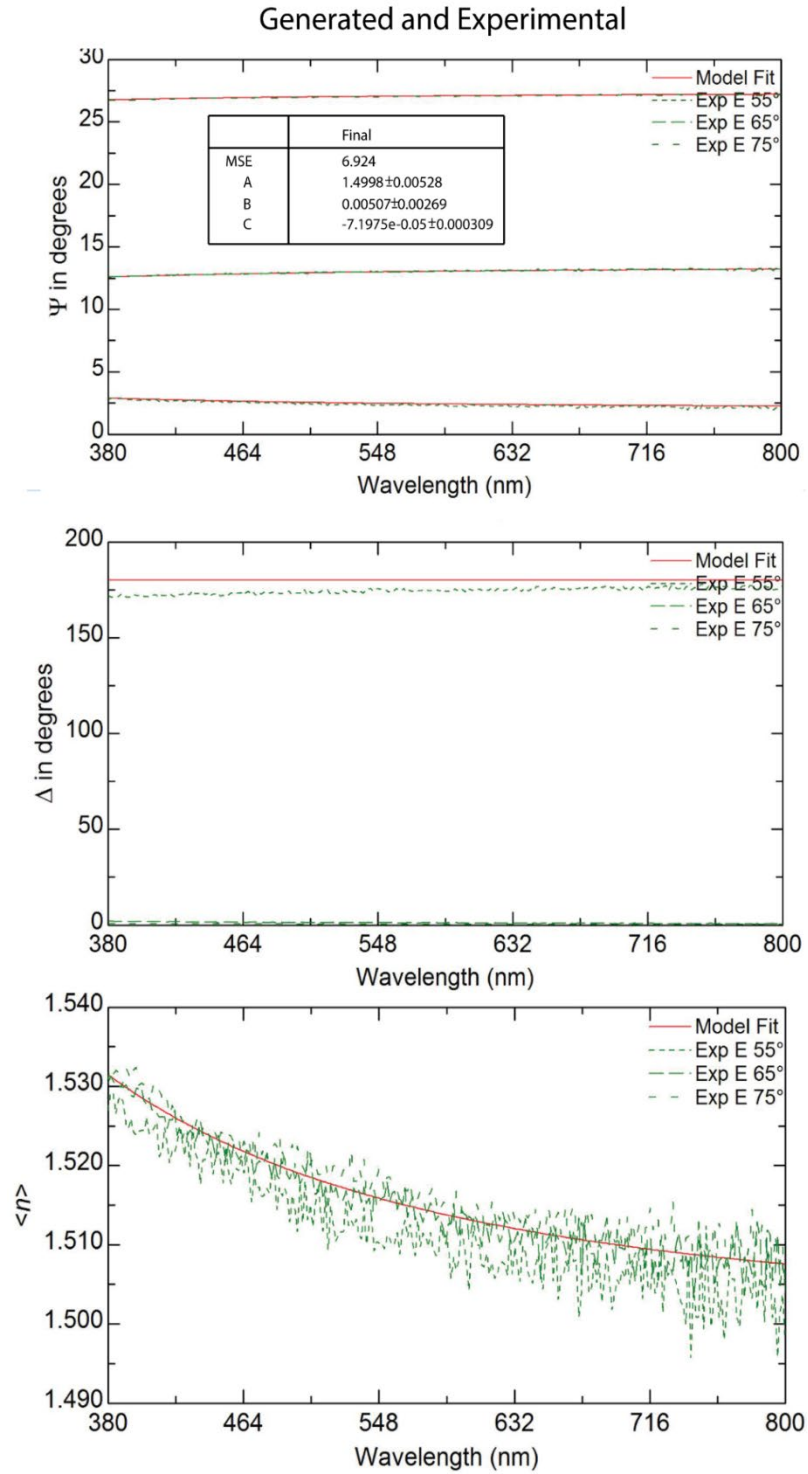 Generated and Experimental
30
25
20
15
10
5
0
Ψ in degrees
Model Fit
Exp E 55°
Exp E 65°
Exp E 75°
Final
MSE 6.924
A 1.4998±0.00528
B 0.00507±0.00269
C -7.1975e-0.05±0.000309
380 464 548 632 716 800
Wavelength (nm)
200
150
100
50
0
Δ in degrees
Model Fit
Exp E 55°
Exp E 65°
Exp E 75°
380 464 548 632 716 800
Wavelength (nm)
1.540
1.530
1.520
1.510
1.500
1.490
<η>
Model Fit
Exp E 55°
Exp E 65°
Exp E 75°
380 464 548 632 716 800
Wavelength (nm)